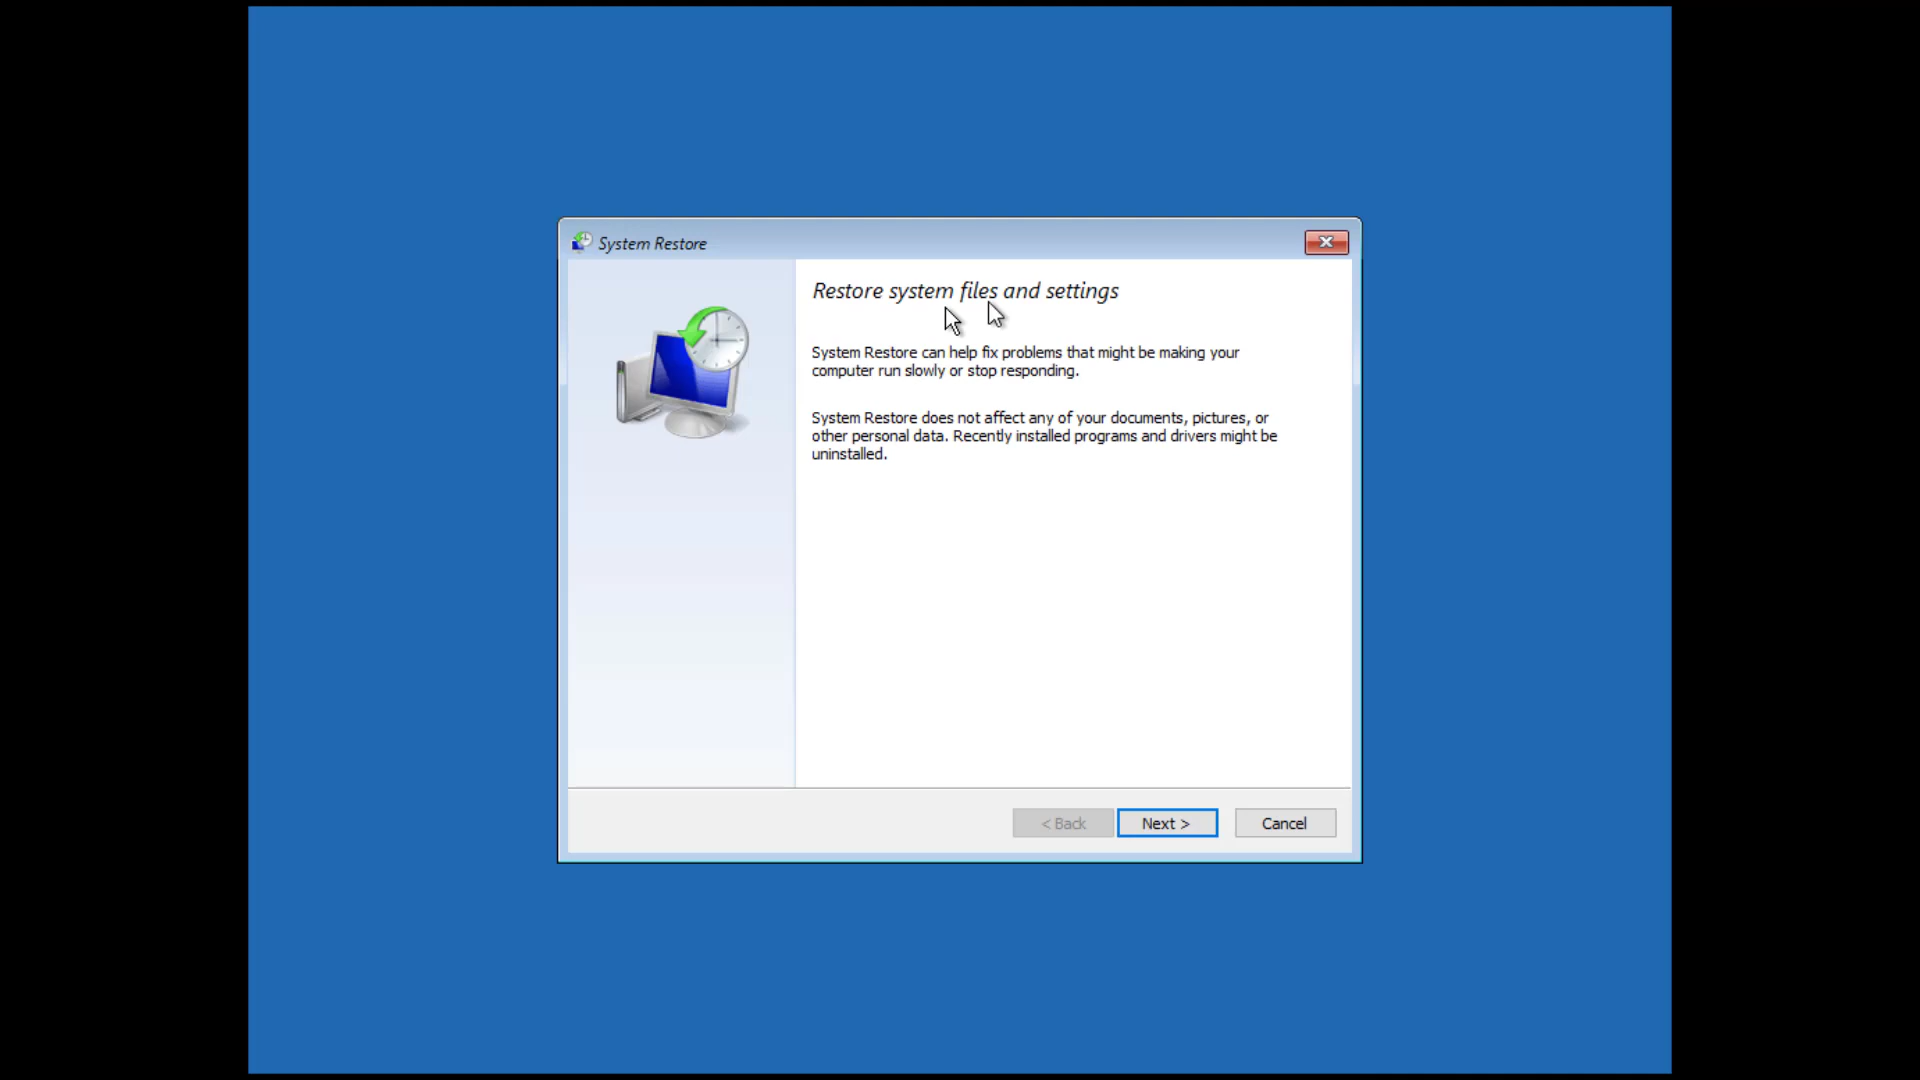 System Restore
Restore system files and settings
System Restore can help fix problems that might be making your
computer run slowly or stop responding.
System Restore does not affect any of your documents, pictures, or
other personal data. Recently installed programs and drivers might be
uninstalled.
< Back
Next >
Cancel